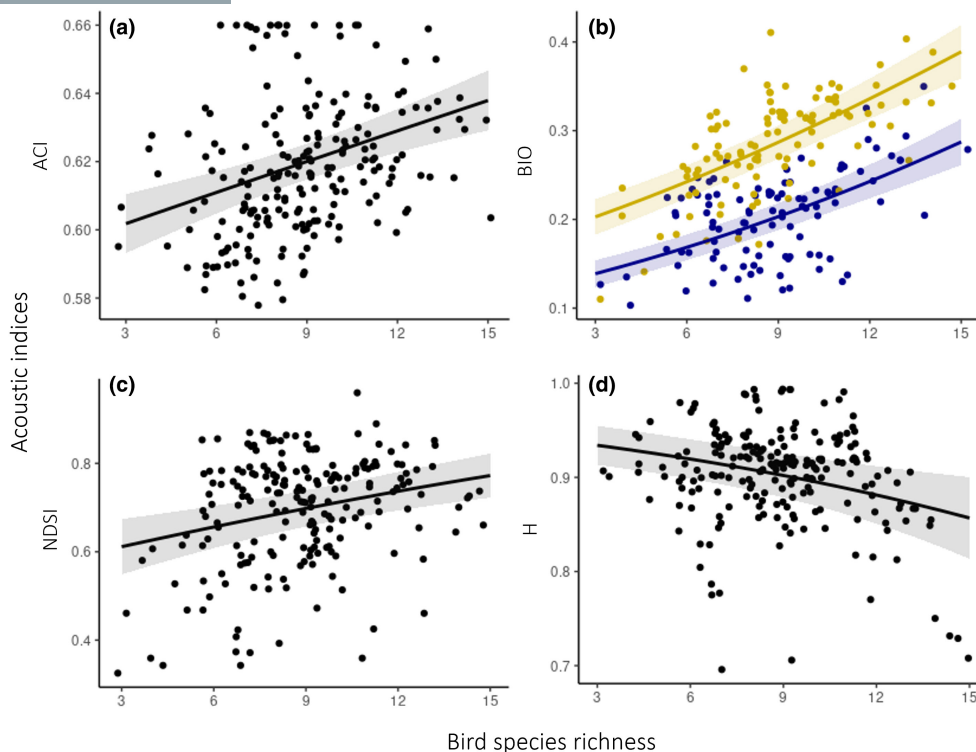 (a)
0.66
0.64
0.62
0.60
0.58
ACI
3 6 9 12 15
(b)
0.4
0.3
0.2
0.1
BIO
3 6 9 12 15
Acoustic indices
(c)
0.8
0.6
0.4
NDSI
3 6 9 12 15
(d)
1.0
0.9
0.8
0.7
H
3 6 9 12 15
Bird species richness